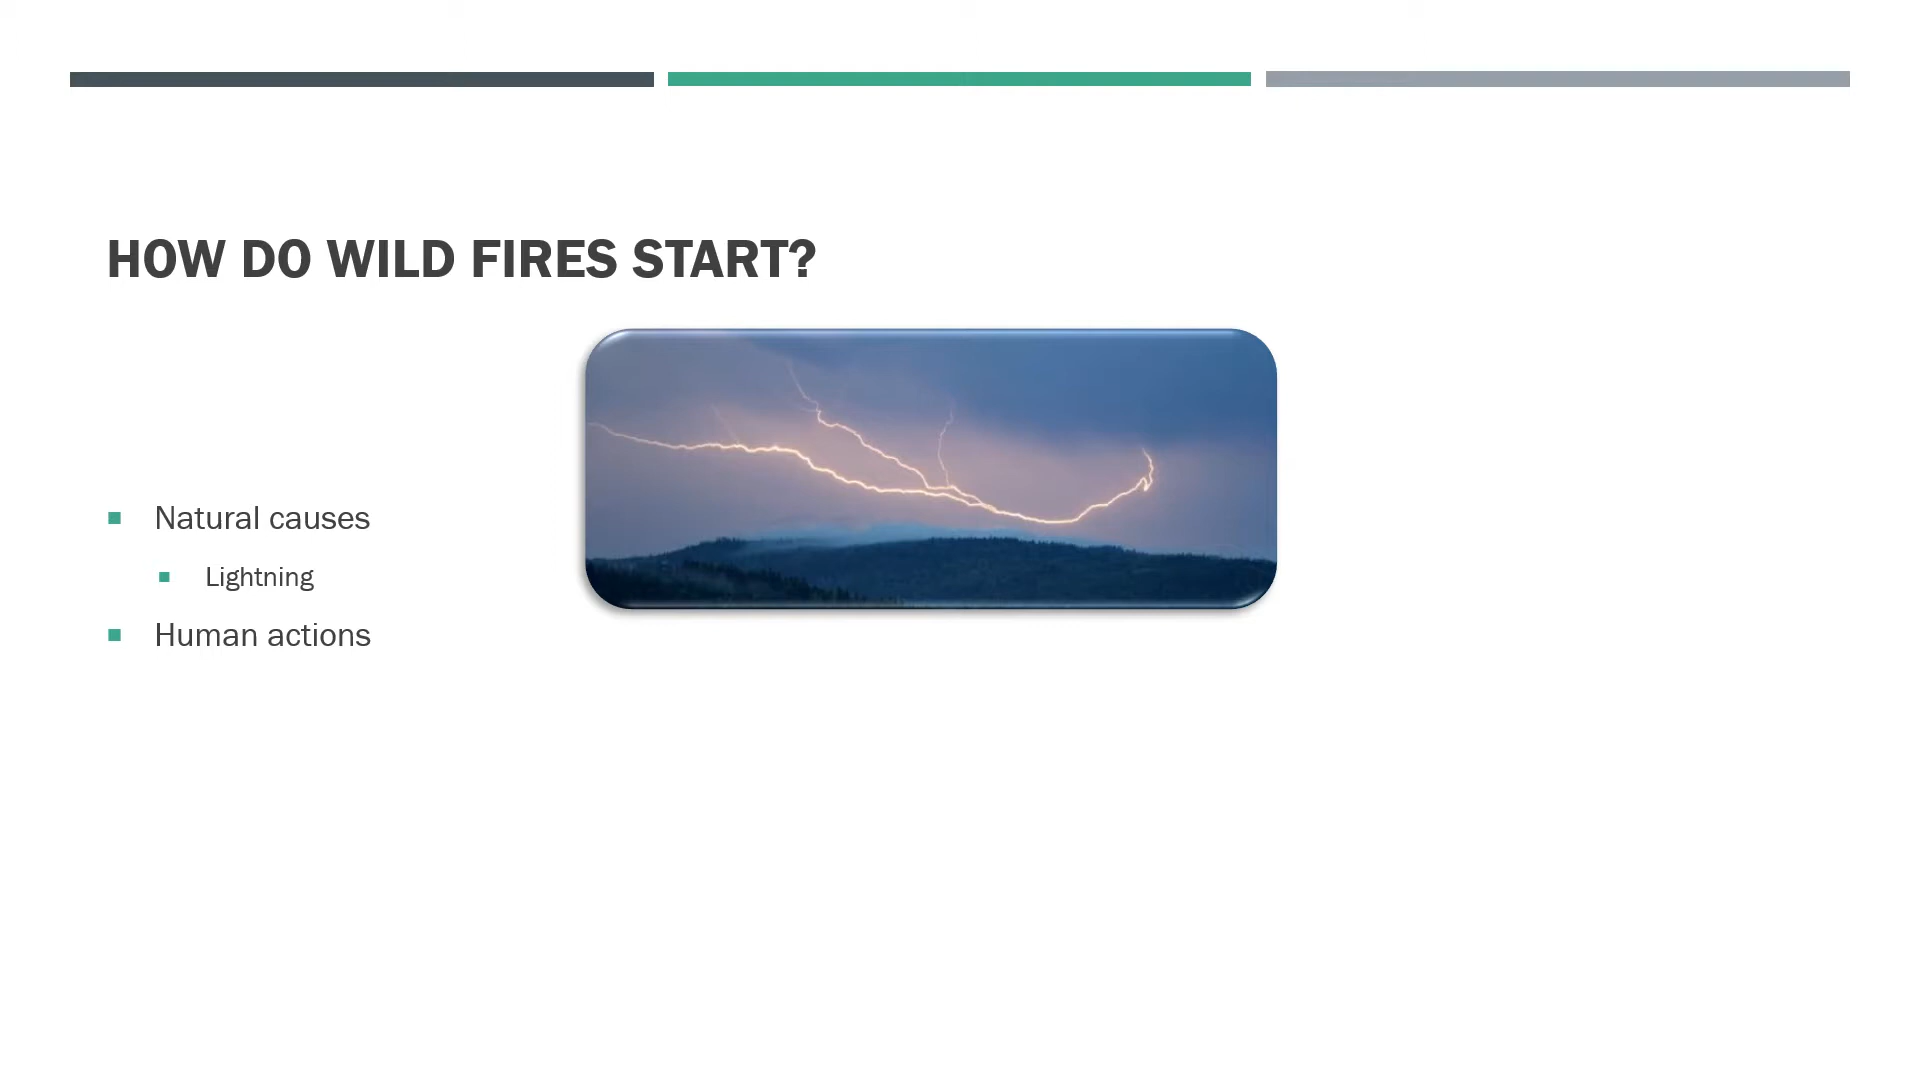 HOW DO WILD FIRES START?
Natural causes
Lightning
Human actions